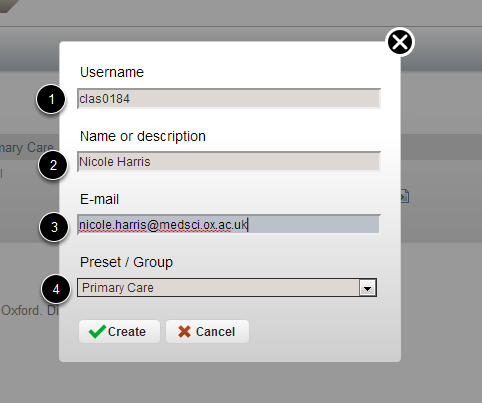 Username
1
clas0184
mary Care
Name or description
2
Nicole Harris
E-mail
3
nicole.harris@medsci.ox.ac.uk
Preset / Group
4
Primary Care
Oxford.
Create
Cancel